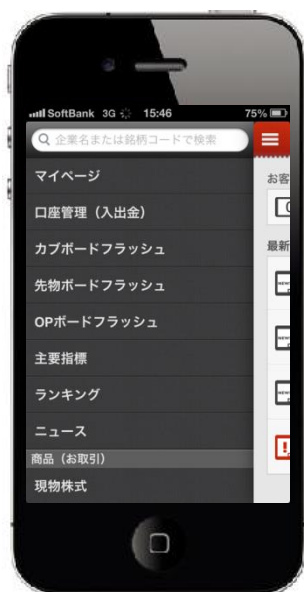 SoftBank 3G 15:46 75%
企業名または銘柄コードで検索
マイページ
お客
口座管理（入出金）
カブボードフラッシュ
最新
先物ボードフラッシュ
OPボードフラッシュ
主要指標
ランキング
ニュース
商品（お取引）
現物株式